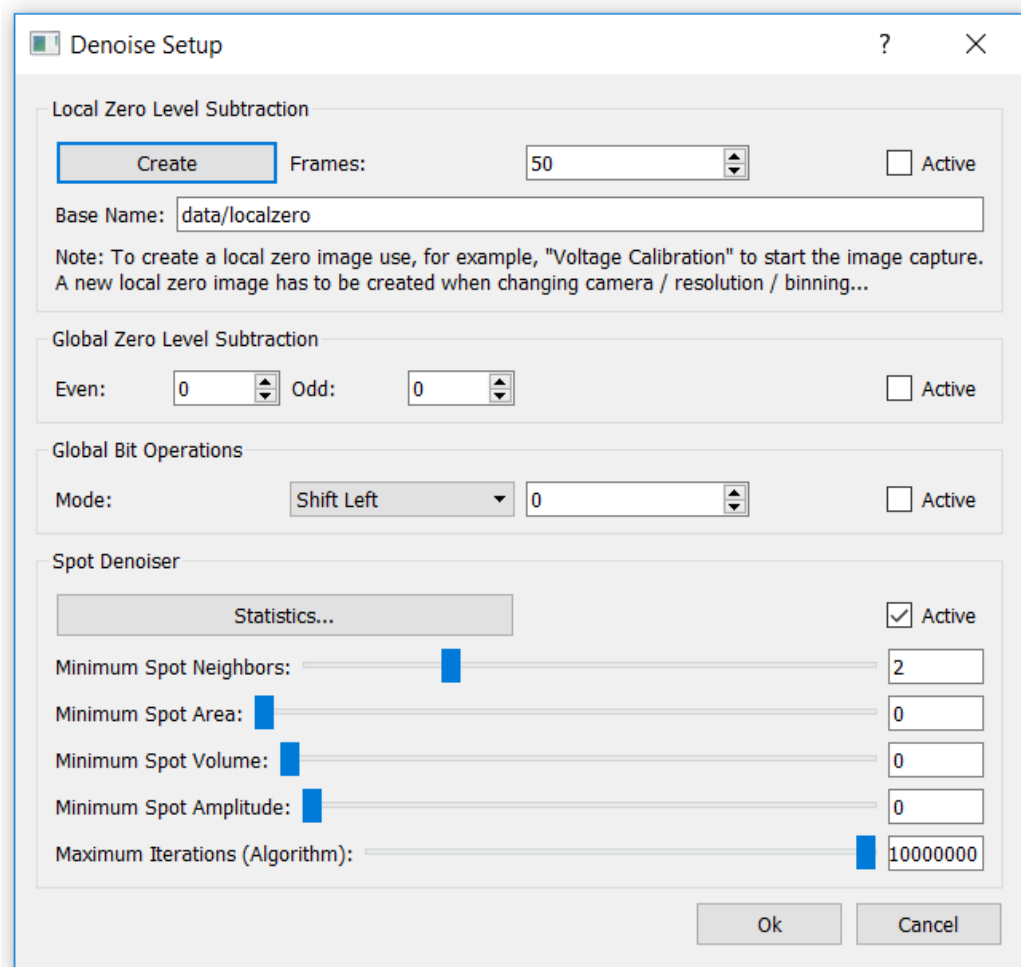 Denoise Setup ?
Local Zero Level Subtraction
Create Frames: 50 Active
Base Name: data/localzero
Note: To create a local zero image use, for example, "Voltage Calibration" to start the image capture.
A new local zero image has to be created when changing camera / resolution / binning...
Global Zero Level Subtraction
Even: 0 Odd: 0 Active
Global Bit Operations
Mode: Shift Left 0 Active
Spot Denoiser
Statistics... Active
Minimum Spot Neighbors: 2
Minimum Spot Area: 0
Minimum Spot Volume: 0
Minimum Spot Amplitude: 0
Maximum Iterations (Algorithm): 10000000
Ok Cancel